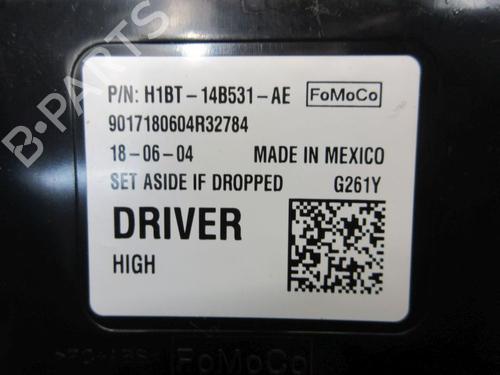 P/N: H1BT-14B531-AE FoMoCo
9017180604R32784
18-06-04 MADE IN MEXICO
SET ASIDE IF DROPPED G261Y
DRIVER
HIGH
FoMoCo
B-PARTS